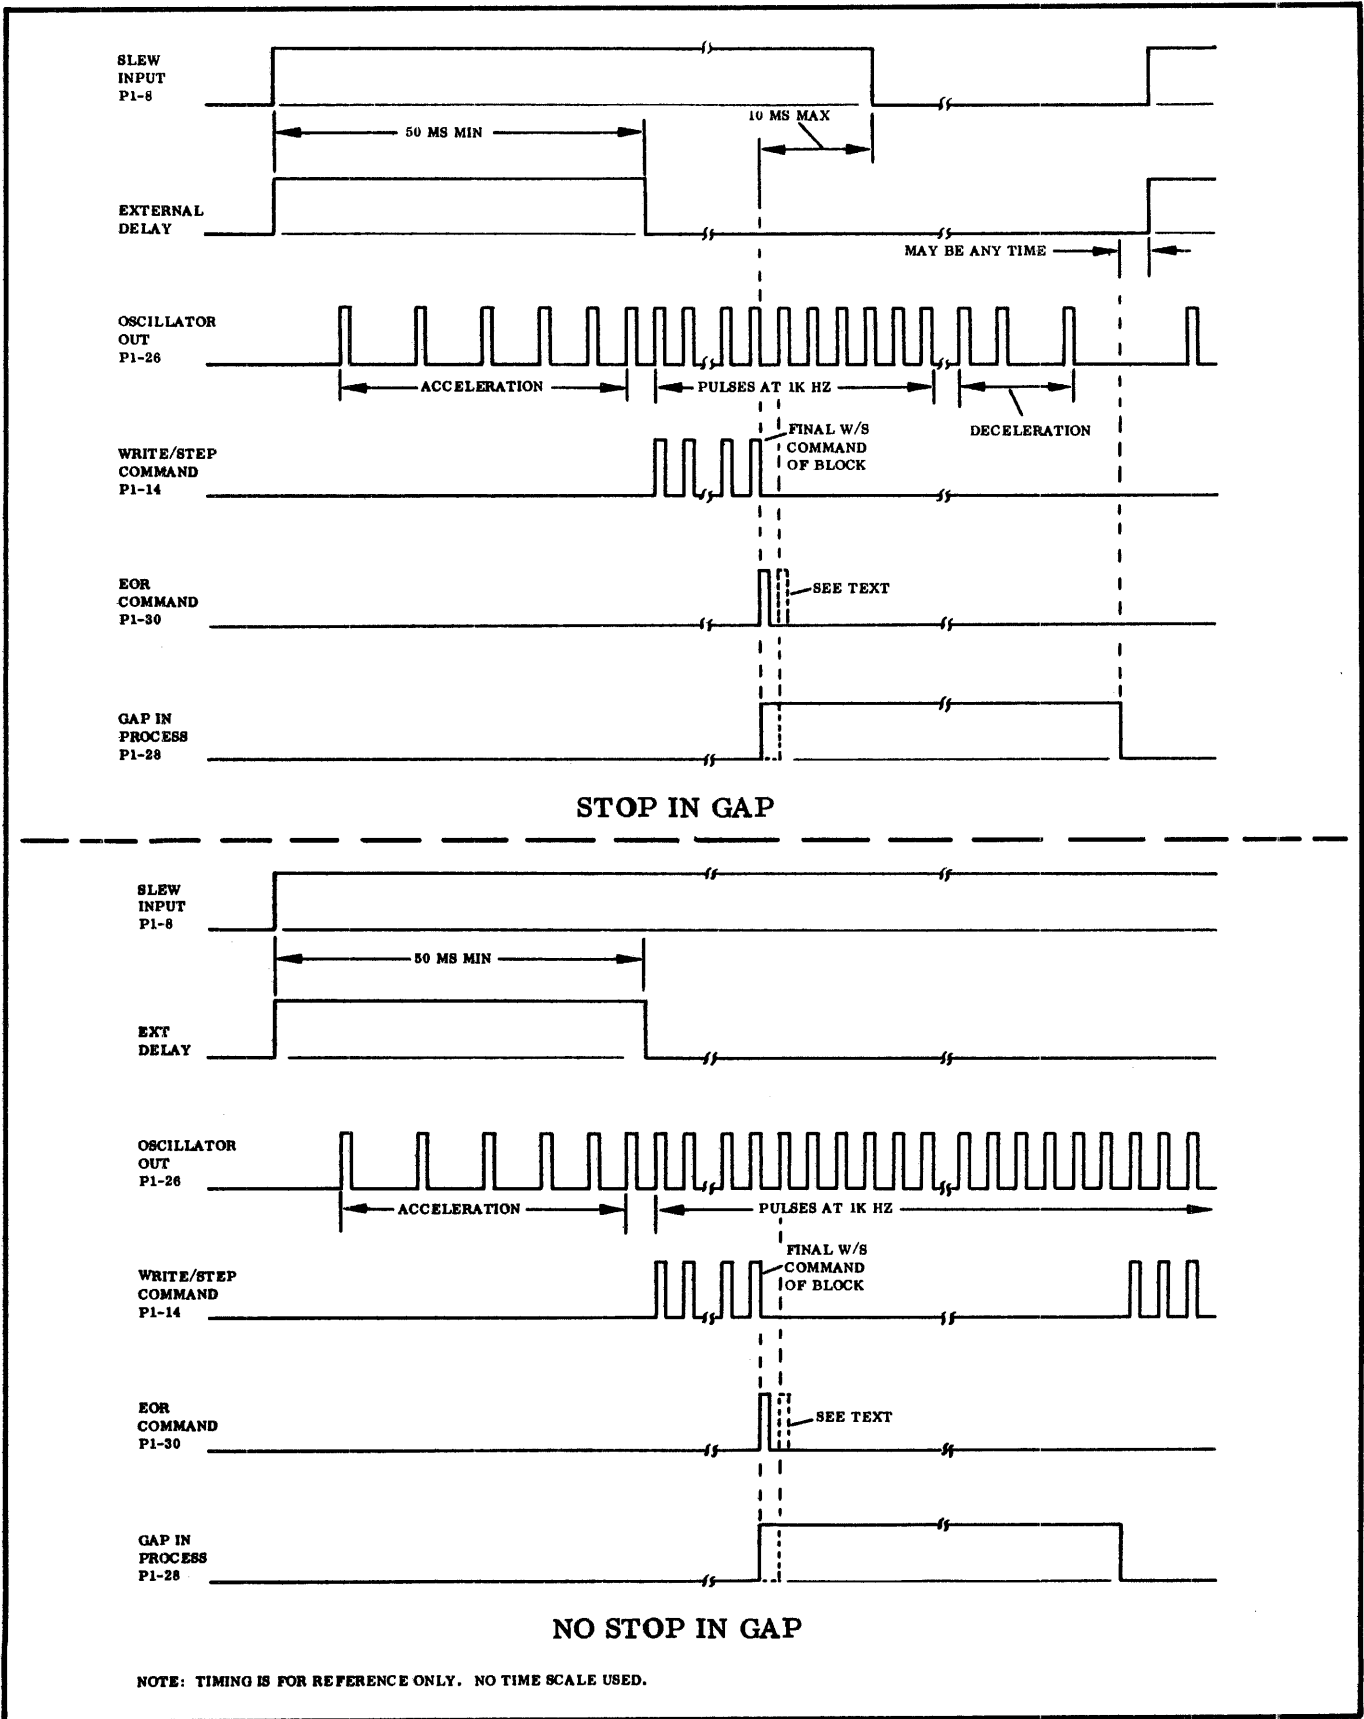 SLEW
INPUT
P1-8
10 MS MAX
50 MS MIN
EXTERNAL
DELAY
MAY BE ANY TIME
OSCILLATOR
OUT
P1-26
ACCELERATION
PULSES AT 1K HZ
DECELERATION
FINAL W/S
COMMAND
OF BLOCK
WRITE/STEP
COMMAND
P1-14
EOR
COMMAND
P1-30
SEE TEXT
GAP IN
PROCESS
P1-28
STOP IN GAP
SLEW
INPUT
P1-8
50 MS MIN
EXT
DELAY
OSCILLATOR
OUT
P1-26
ACCELERATION
PULSES AT 1K HZ
FINAL W/S
COMMAND
OF BLOCK
WRITE/STEP
COMMAND
P1-14
EOR
COMMAND
P1-30
SEE TEXT
GAP IN
PROCESS
P1-28
NO STOP IN GAP
NOTE: TIMING IS FOR REFERENCE ONLY. NO TIME SCALE USED.